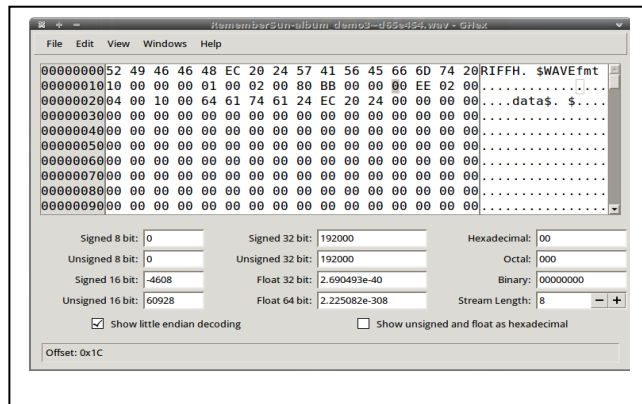 RememberSun-album_demo3--d65e454.wav - GHex
File Edit View Windows Help
00000000 52 49 46 46 48 EC 20 24 57 41 56 45 66 6D 74 20 RIFFH. $WAVEfmt
00000010 10 00 00 00 01 00 02 00 80 BB 00 00 00 EE 02 00 ................
00000020 04 00 10 00 64 61 74 61 24 EC 20 24 00 00 00 00 ....data$. $....
00000030 00 00 00 00 00 00 00 00 00 00 00 00 00 00 00 00 ................
00000040 00 00 00 00 00 00 00 00 00 00 00 00 00 00 00 00 ................
00000050 00 00 00 00 00 00 00 00 00 00 00 00 00 00 00 00 ................
00000060 00 00 00 00 00 00 00 00 00 00 00 00 00 00 00 00 ................
00000070 00 00 00 00 00 00 00 00 00 00 00 00 00 00 00 00 ................
00000080 00 00 00 00 00 00 00 00 00 00 00 00 00 00 00 00 ................
00000090 00 00 00 00 00 00 00 00 00 00 00 00 00 00 00 00 ................
Signed 8 bit: 0 Signed 32 bit: 192000 Hexadecimal: 00
Unsigned 8 bit: 0 Unsigned 32 bit: 192000 Octal: 000
Signed 16 bit: -4608 Float 32 bit: 2.690493e-40 Binary: 00000000
Unsigned 16 bit: 60928 Float 64 bit: 2.225082e-308 Stream Length: 8
Show little endian decoding Show unsigned and float as hexadecimal
Offset: 0x1C